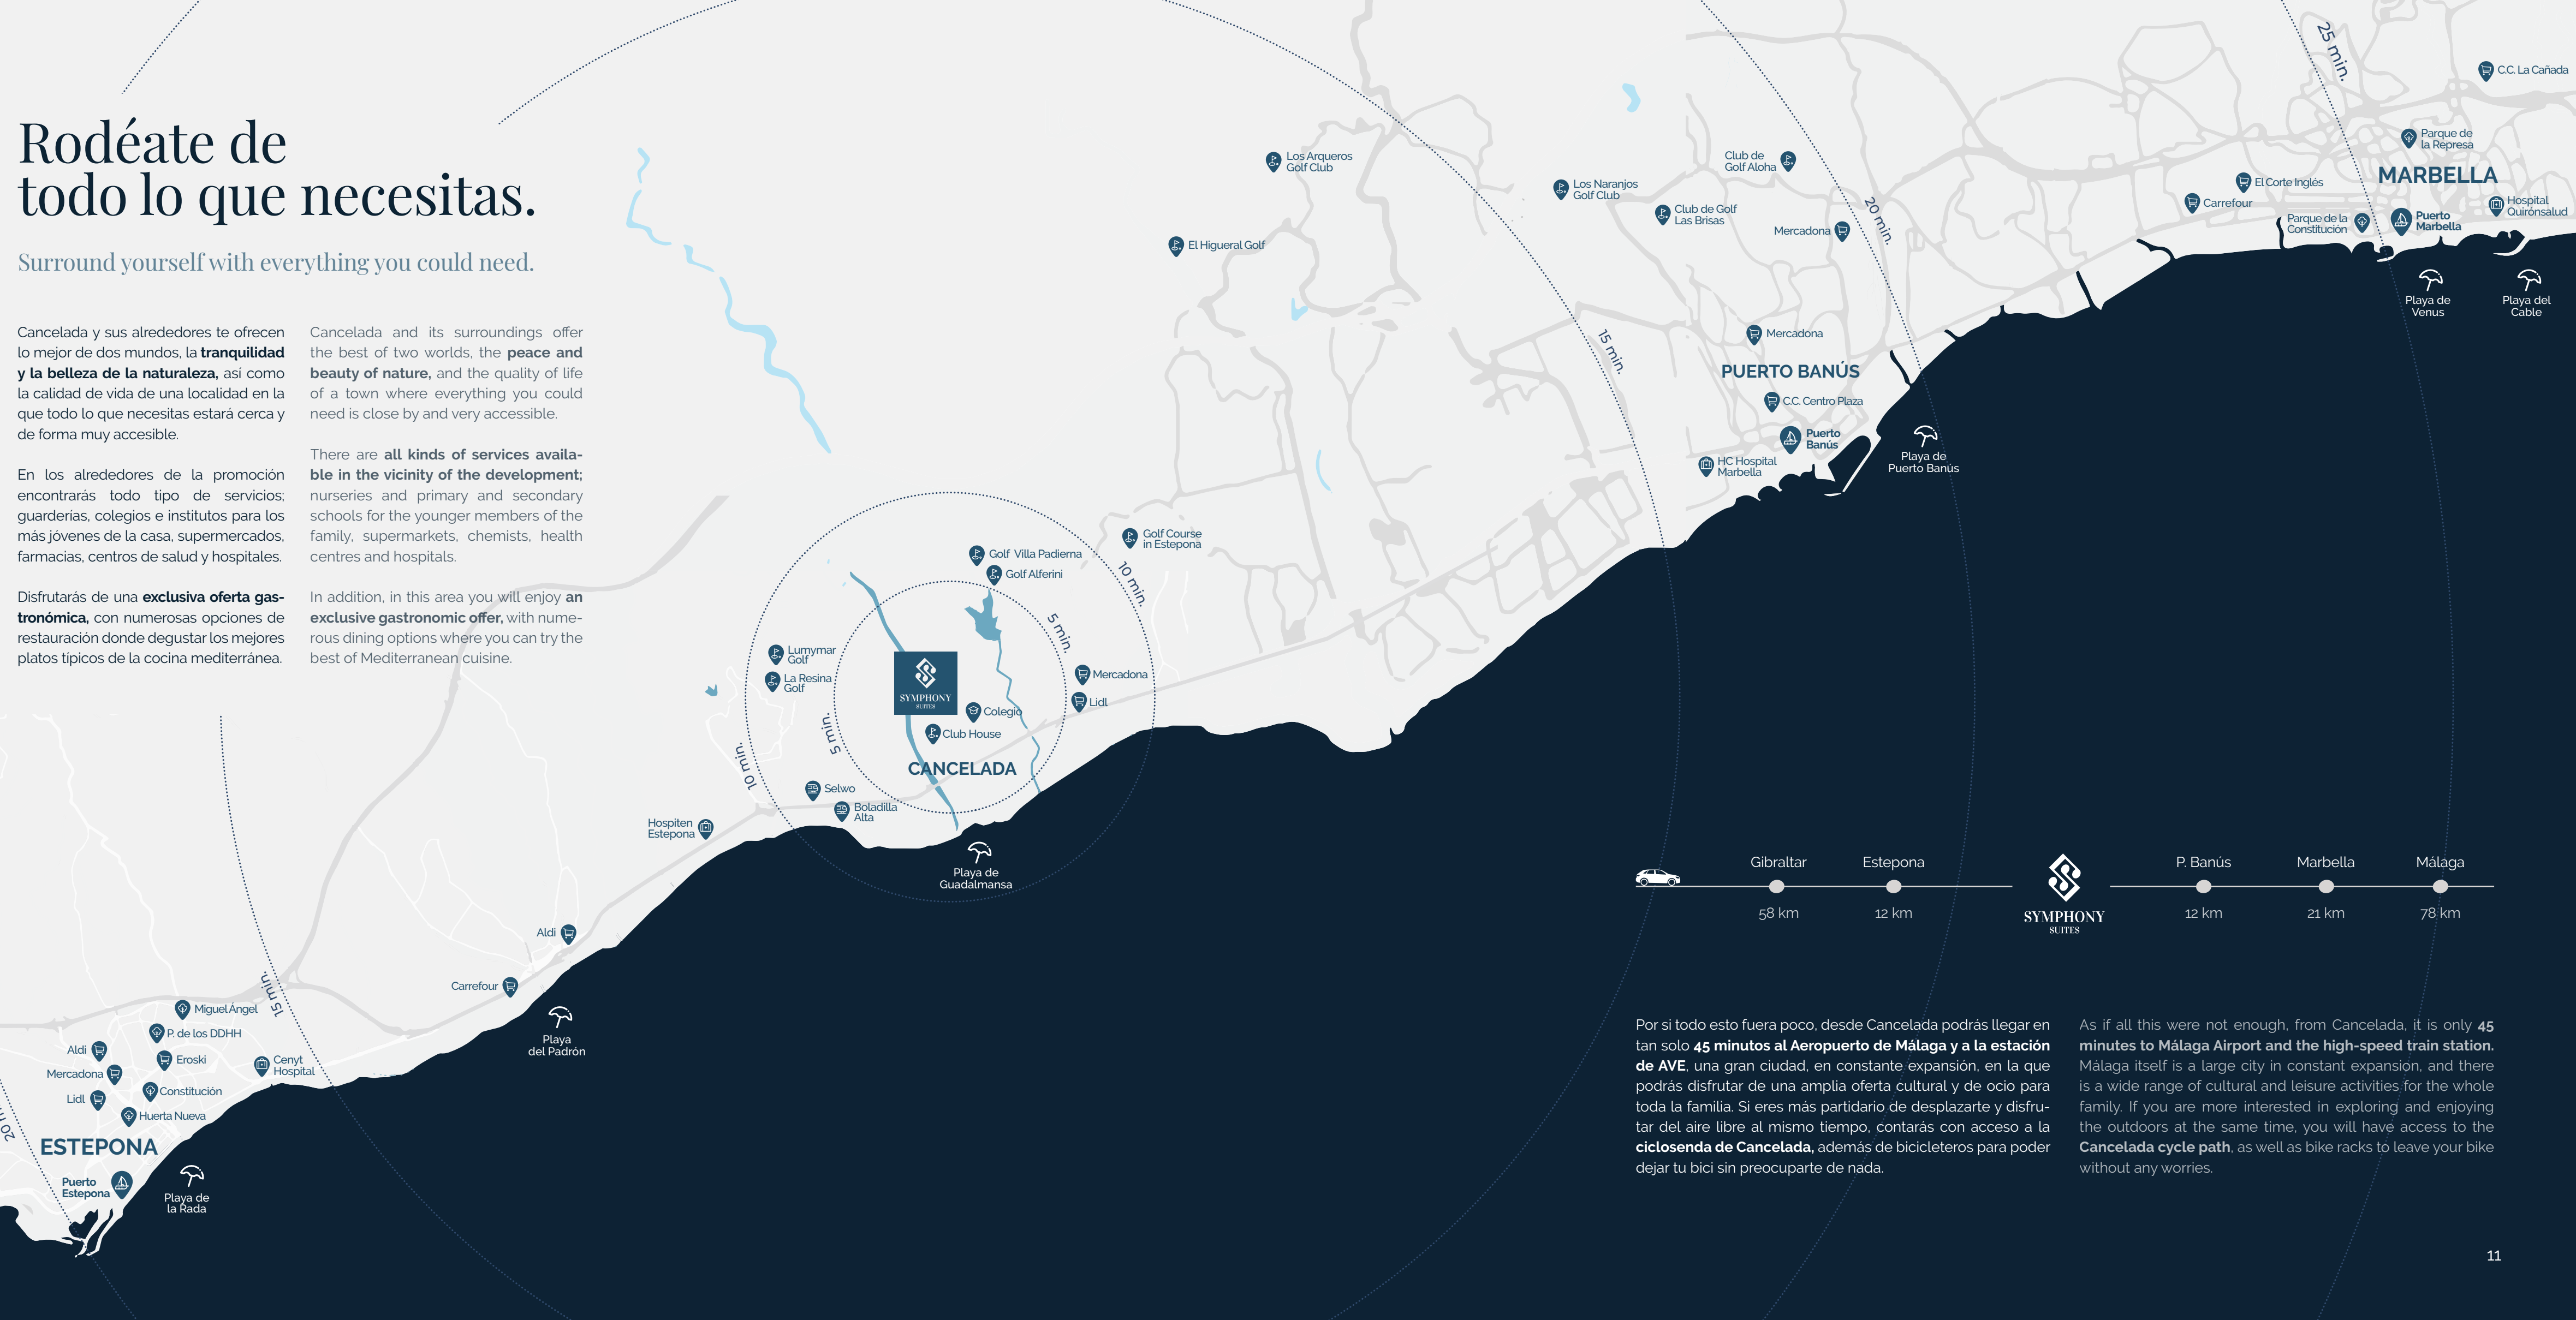 Rodéate de
todo lo que necesitas.
Surround yourself with everything you could need.
Cancelada y sus alrededores te ofrecen
lo mejor de dos mundos, la tranquilidad
y la belleza de la naturaleza, así como
la calidad de vida de una localidad en la
que todo lo que necesitas estará cerca y
de forma muy accesible.
En los alrededores de la promoción
encontrarás todo tipo de servicios;
guarderías, colegios e institutos para los
más jóvenes de la casa, supermercados,
farmacias, centros de salud y hospitales.
Disfrutarás de una exclusiva oferta gas-
tronómica, con numerosas opciones de
restauración donde degustar los mejores
platos típicos de la cocina mediterránea.
Cancelada and its surroundings offer
the best of two worlds, the peace and
beauty of nature, and the quality of life
of a town where everything you could
need is close by and very accessible.
There are all kinds of services availa-
ble in the vicinity of the development;
nurseries and primary and secondary
schools for the younger members of the
family, supermarkets, chemists, health
centres and hospitals.
In addition, in this area you will enjoy an
exclusive gastronomic offer, with nume-
rous dining options where you can try the
best of Mediterranean cuisine.
25 min.
C.C. La Cañada
Parque de
la Represa
MARBELLA
El Corte Inglés
Carrefour
Hospital
Quirónsalud
Parque de la
Constitución
Puerto
Marbella
Playa de
Venus
Playa del
Cable
Los Arqueros
Golf Club
El Higueral Golf
Los Naranjos
Golf Club
Club de
Golf Aloha
Club de Golf
Las Brisas
Mercadona
20 min.
15 min.
Mercadona
PUERTO BANÚS
C.C. Centro Plaza
Puerto
Banús
HC Hospital
Marbella
Playa de
Puerto Banús
Golf Course
in Estepona
Golf Villa Padierna
Golf Alferini
10 min.
5 min.
Lumymar
Golf
La Resina
Golf
SYMPHONY
SUITES
Mercadona
Lidl
Colegio
Club House
5 min.
10 min.
CANCELADA
Selwo
Boladilla
Alta
Hospiten
Estepona
Playa de
Guadalmansa
Aldi
Carrefour
Playa
del Padrón
15 min.
Miguel Ángel
P. de los DDHH
Aldi
Eroski
Cenyt
Hospital
Mercadona
Constitución
Lidl
Huerta Nueva
20 m
ESTEPONA
Puerto
Estepona
Playa de
la Rada
Gibraltar
Estepona
P. Banús
Marbella
Málaga
58 km
12 km
SYMPHONY
SUITES
12 km
21 km
78 km
Por si todo esto fuera poco, desde Cancelada podrás llegar en
tan solo 45 minutos al Aeropuerto de Málaga y a la estación
de AVE, una gran ciudad, en constante expansión, en la que
podrás disfrutar de una amplia oferta cultural y de ocio para
toda la familia. Si eres más partidario de desplazarte y disfru-
tar del aire libre al mismo tiempo, contarás con acceso a la
ciclosenda de Cancelada, además de bicicleteros para poder
dejar tu bici sin preocuparte de nada.
As if all this were not enough, from Cancelada, it is only 45
minutes to Málaga Airport and the high-speed train station.
Málaga itself is a large city in constant expansion, and there
is a wide range of cultural and leisure activities for the whole
family. If you are more interested in exploring and enjoying
the outdoors at the same time, you will have access to the
Cancelada cycle path, as well as bike racks to leave your bike
without any worries.
11